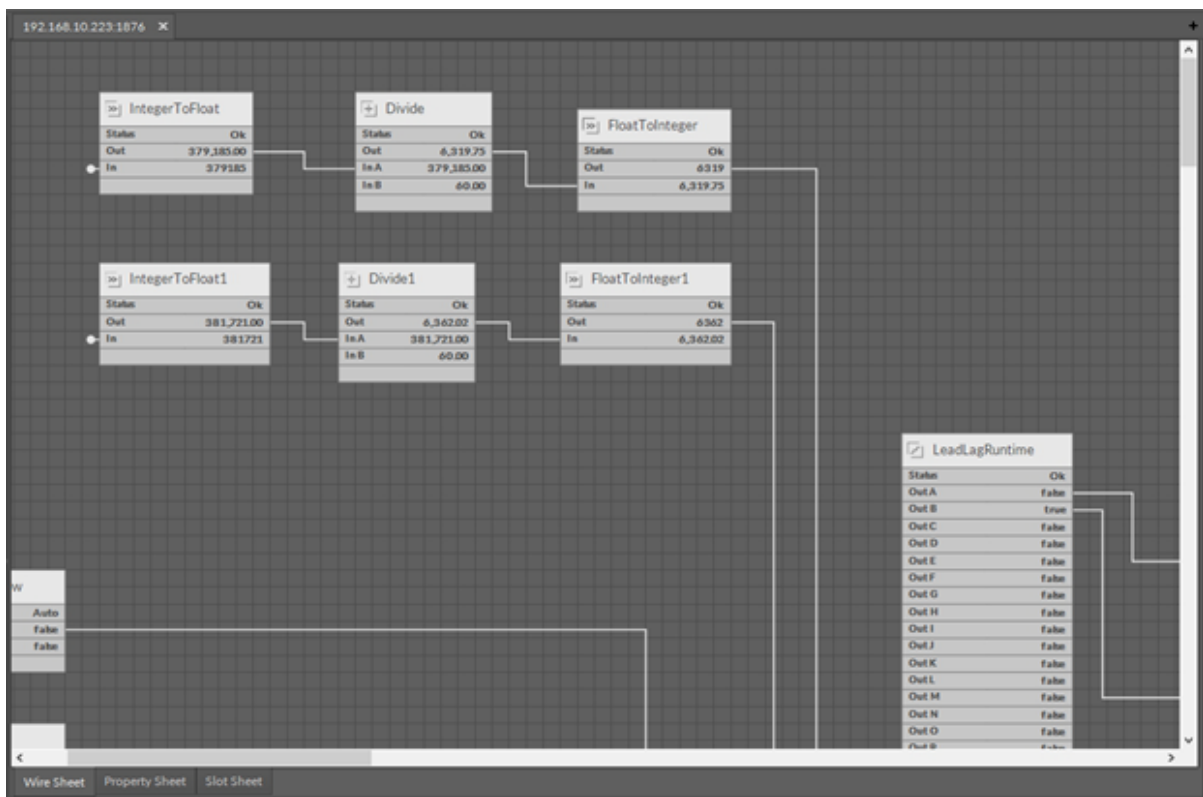 192.168.10.223:1876 ✕ +
IntegerToFloat
Status Ok
Out 379,185.00
In 379185
Divide
Status Ok
Out 6,319.75
In A 379,185.00
In B 60.00
FloatToInteger
Status Ok
Out 6319
In 6,319.75
IntegerToFloat1
Status Ok
Out 381,721.00
In 381721
Divide1
Status Ok
Out 6,362.02
In A 381,721.00
In B 60.00
FloatToInteger1
Status Ok
Out 6362
In 6,362.02
LeadLagRuntime
Status Ok
Out A false
Out B true
Out C false
Out D false
Out E false
Out F false
Out G false
Out H false
Out I false
Out J false
Out K false
Out L false
Out M false
Out N false
Out O false
w
Auto
false
false
Wire Sheet Property Sheet Slot Sheet